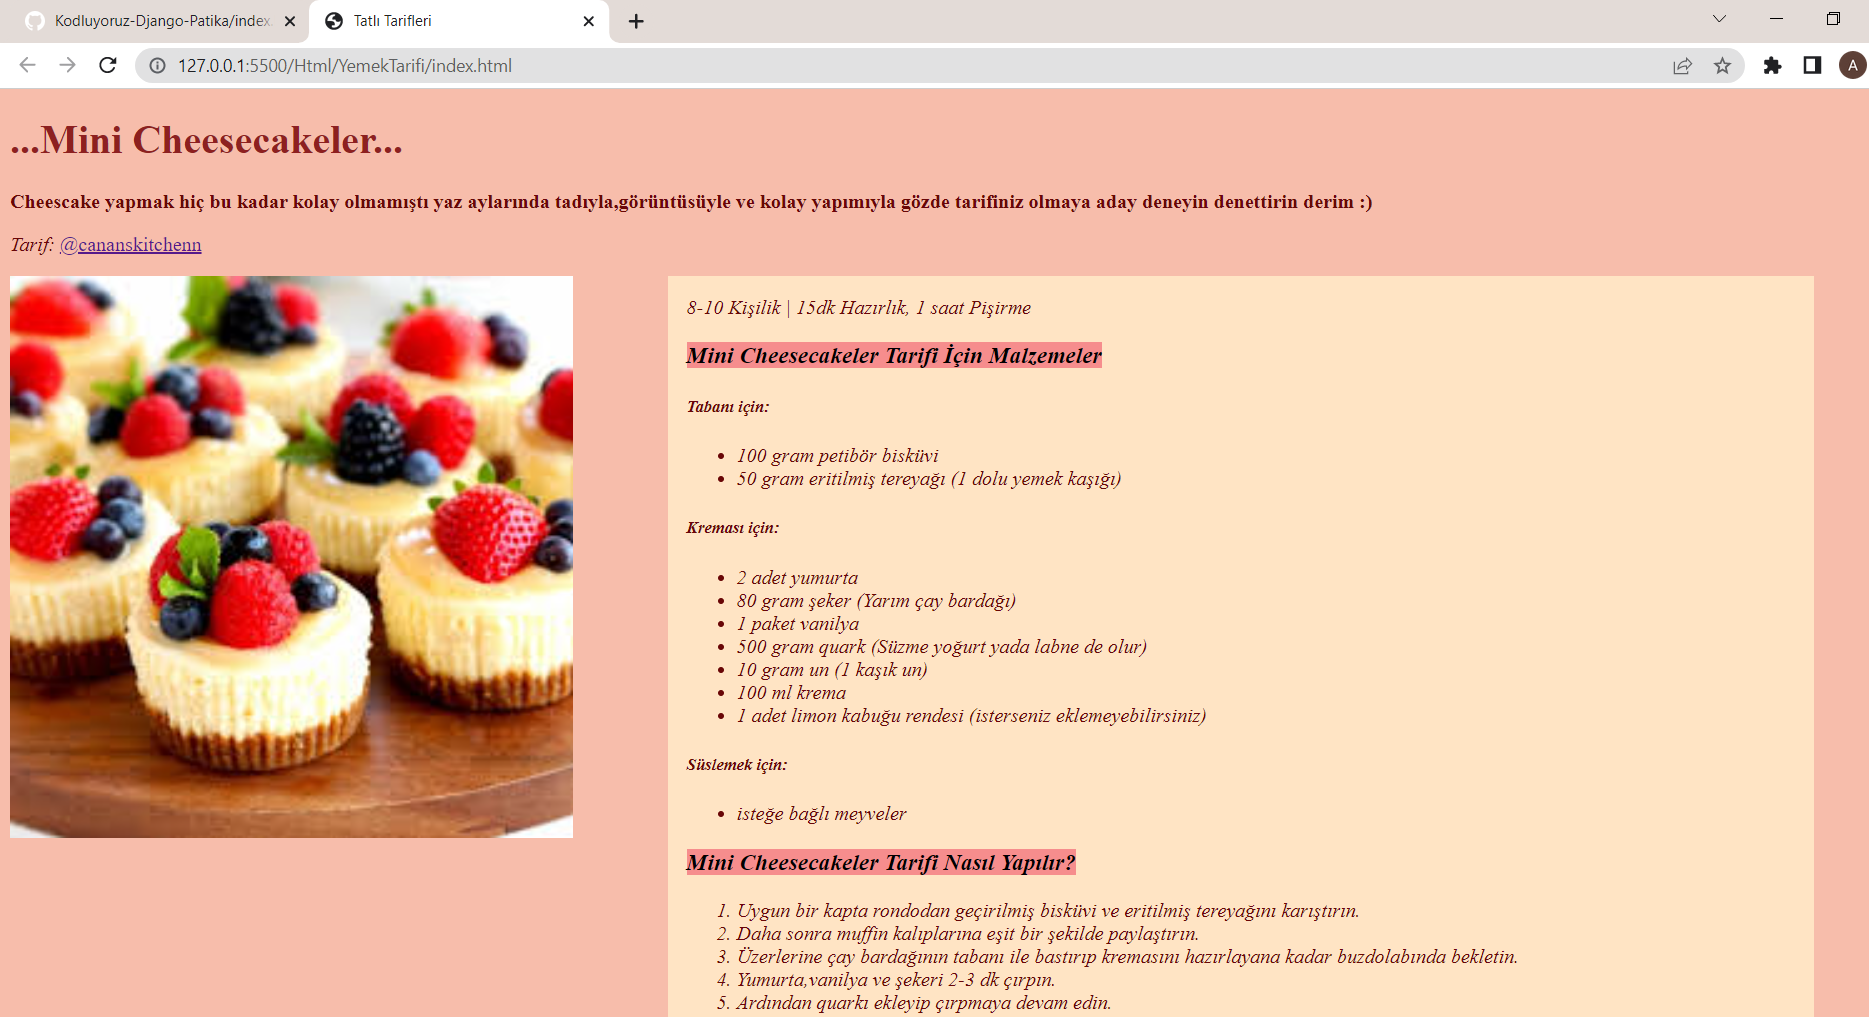 Kodluyoruz-Django-Patika/index.
Tatlı Tarifleri
127.0.0.1:5500/Html/YemekTarifi/index.html
A
...Mini Cheesecakeler...
Cheescake yapmak hiç bu kadar kolay olmamıştı yaz aylarında tadıyla,görüntüsüyle ve kolay yapımıyla gözde tarifiniz olmaya aday deneyin denettirin derim :)
Tarif: @cananskitchenn
8-10 Kişilik | 15dk Hazırlık, 1 saat Pişirme
Mini Cheesecakeler Tarifi İçin Malzemeler
Tabanı için:
• 100 gram petibör bisküvi
• 50 gram eritilmiş tereyağı (1 dolu yemek kaşığı)
Kreması için:
• 2 adet yumurta
• 80 gram şeker (Yarım çay bardağı)
• 1 paket vanilya
• 500 gram quark (Süzme yoğurt yada labne de olur)
• 10 gram un (1 kaşık un)
• 100 ml krema
• 1 adet limon kabuğu rendesi (isterseniz eklemeyebilirsiniz)
Süslemek için:
• isteğe bağlı meyveler
Mini Cheesecakeler Tarifi Nasıl Yapılır?
1. Uygun bir kapta rondodan geçirilmiş bisküvi ve eritilmiş tereyağını karıştırın.
2. Daha sonra muffin kalıplarına eşit bir şekilde paylaştırın.
3. Üzerlerine çay bardağının tabanı ile bastırıp kremasını hazırlayana kadar buzdolabında bekletin.
4. Yumurta,vanilya ve şekeri 2-3 dk çırpın.
5. Ardından quarkı ekleyip çırpmaya devam edin.